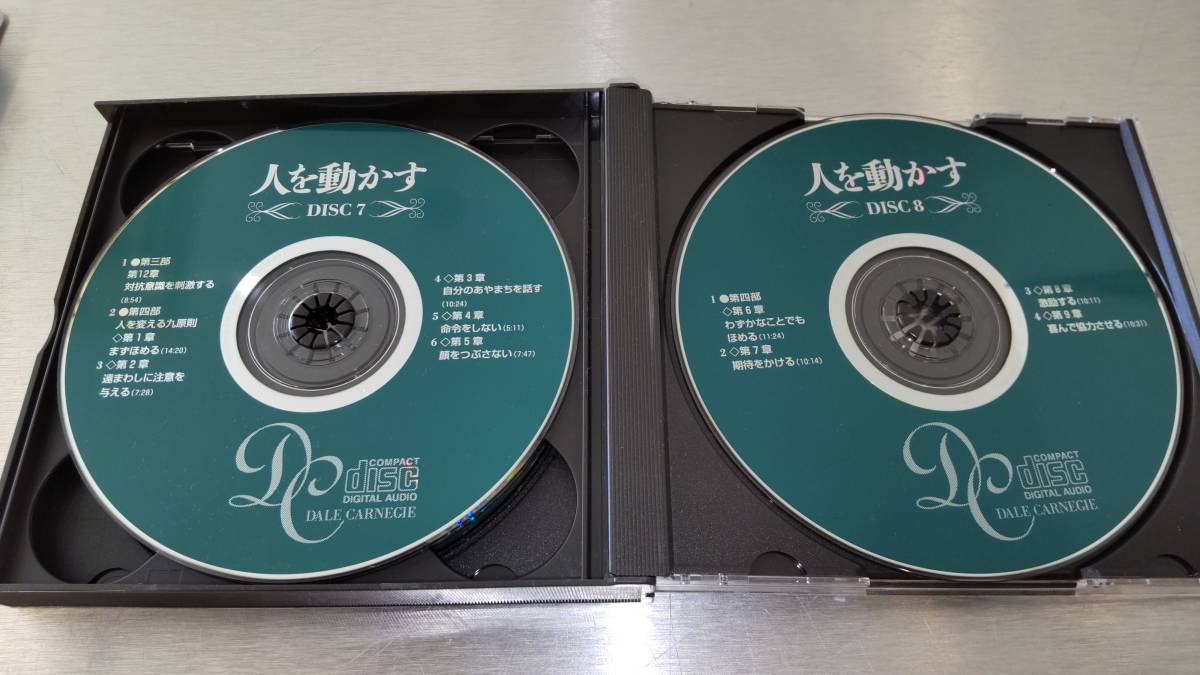 人を動かす
DISC 7
1 ●第三部
第12章
対抗意識を刺激する
(8:54)
2 ●第四部
人を変える九原則
◇第1章
まずほめる(14:20)
3 ◇第2章
遠まわしに注意を
与える(7:28)
4 ◇第3章
自分のあやまちを話す
(10:24)
5 ◇第4章
命令をしない(5:11)
6 ◇第5章
顔をつぶさない(7:47)
DC
COMPACT
disc
DIGITAL AUDIO
DALE CARNEGIE
人を動かす
DISC 8
1 ●第四部
◇第6章
わずかなことでも
ほめる(11:24)
2 ◇第7章
期待をかける(10:14)
3 ◇第8章
激励する(10:11)
4 ◇第9章
喜んで協力させる(10:31)
DC
COMPACT
disc
DIGITAL AUDIO
DALE CARNEGIE